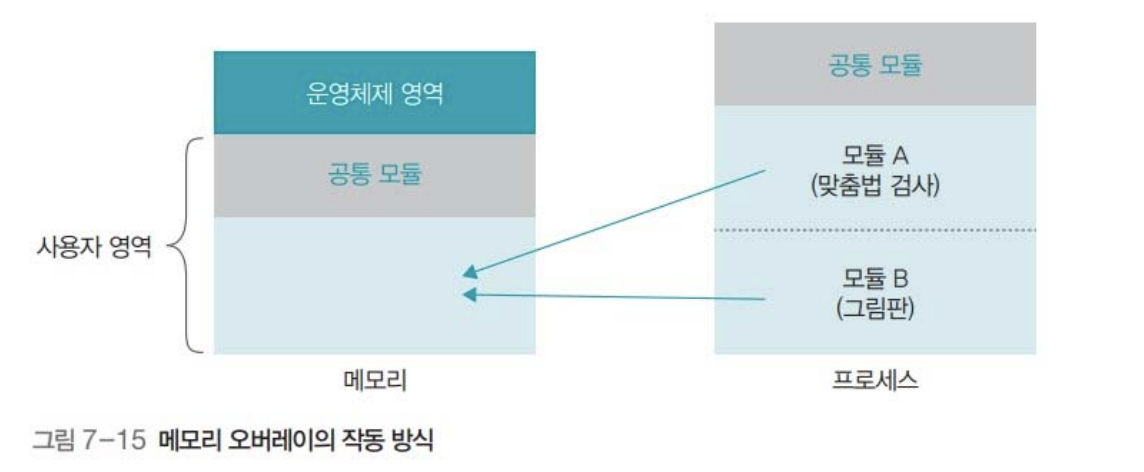 운영체제 영역
공통 모듈
사용자 영역
메모리
공통 모듈
모듈 A
(맞춤법 검사)
모듈 B
(그림판)
프로세스
그림 7-15 메모리 오버레이의 작동 방식